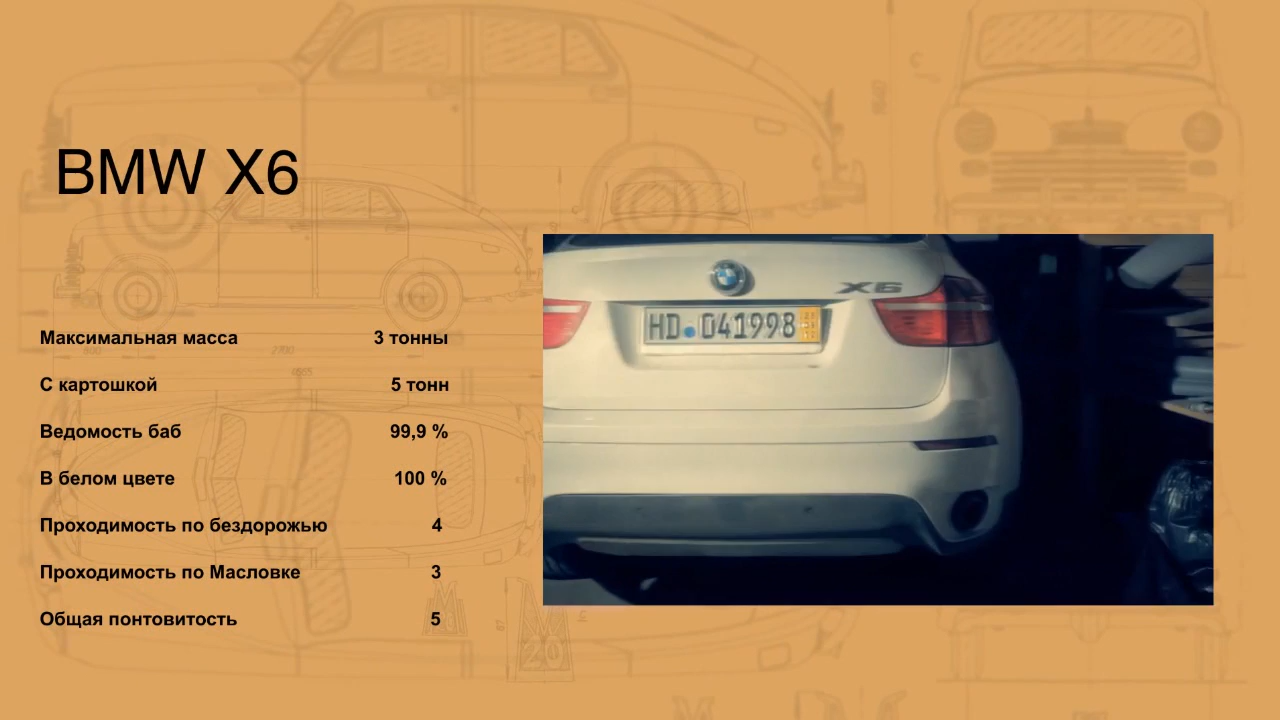 BMW X6
Максимальная масса 3 тонны
С картошкой 5 тонн
Ведомость баб 99,9 %
В белом цвете 100 %
Проходимость по бездорожью 4
Проходимость по Масловке 3
Общая понтовитость 5
X6
HD 041998
M
20